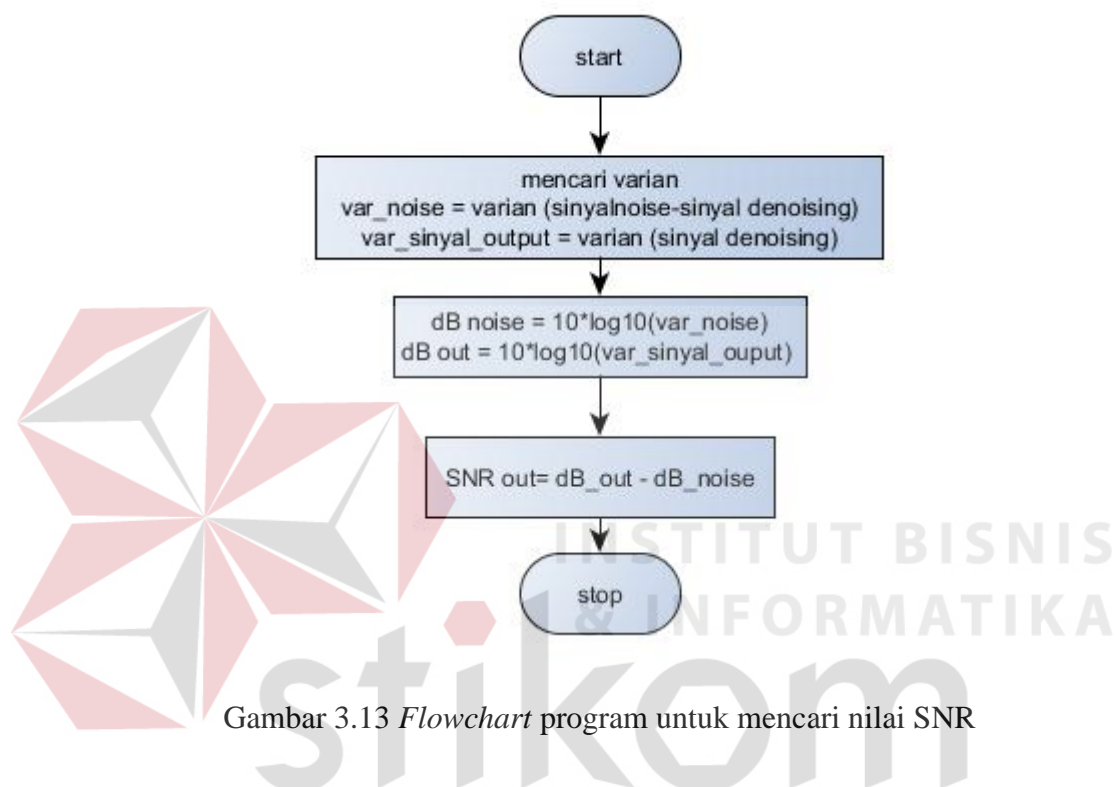 start
mencari varian
var_noise = varian (sinyalnoise-sinyal denoising)
var_sinyal_output = varian (sinyal denoising)
dB noise = 10*log10(var_noise)
dB out = 10*log10(var_sinyal_ouput)
SNR out= dB_out - dB_noise
INSTITUT BISNIS
stop
& INFORMATIKA
stikom
Gambar 3.13 Flowchart program untuk mencari nilai SNR